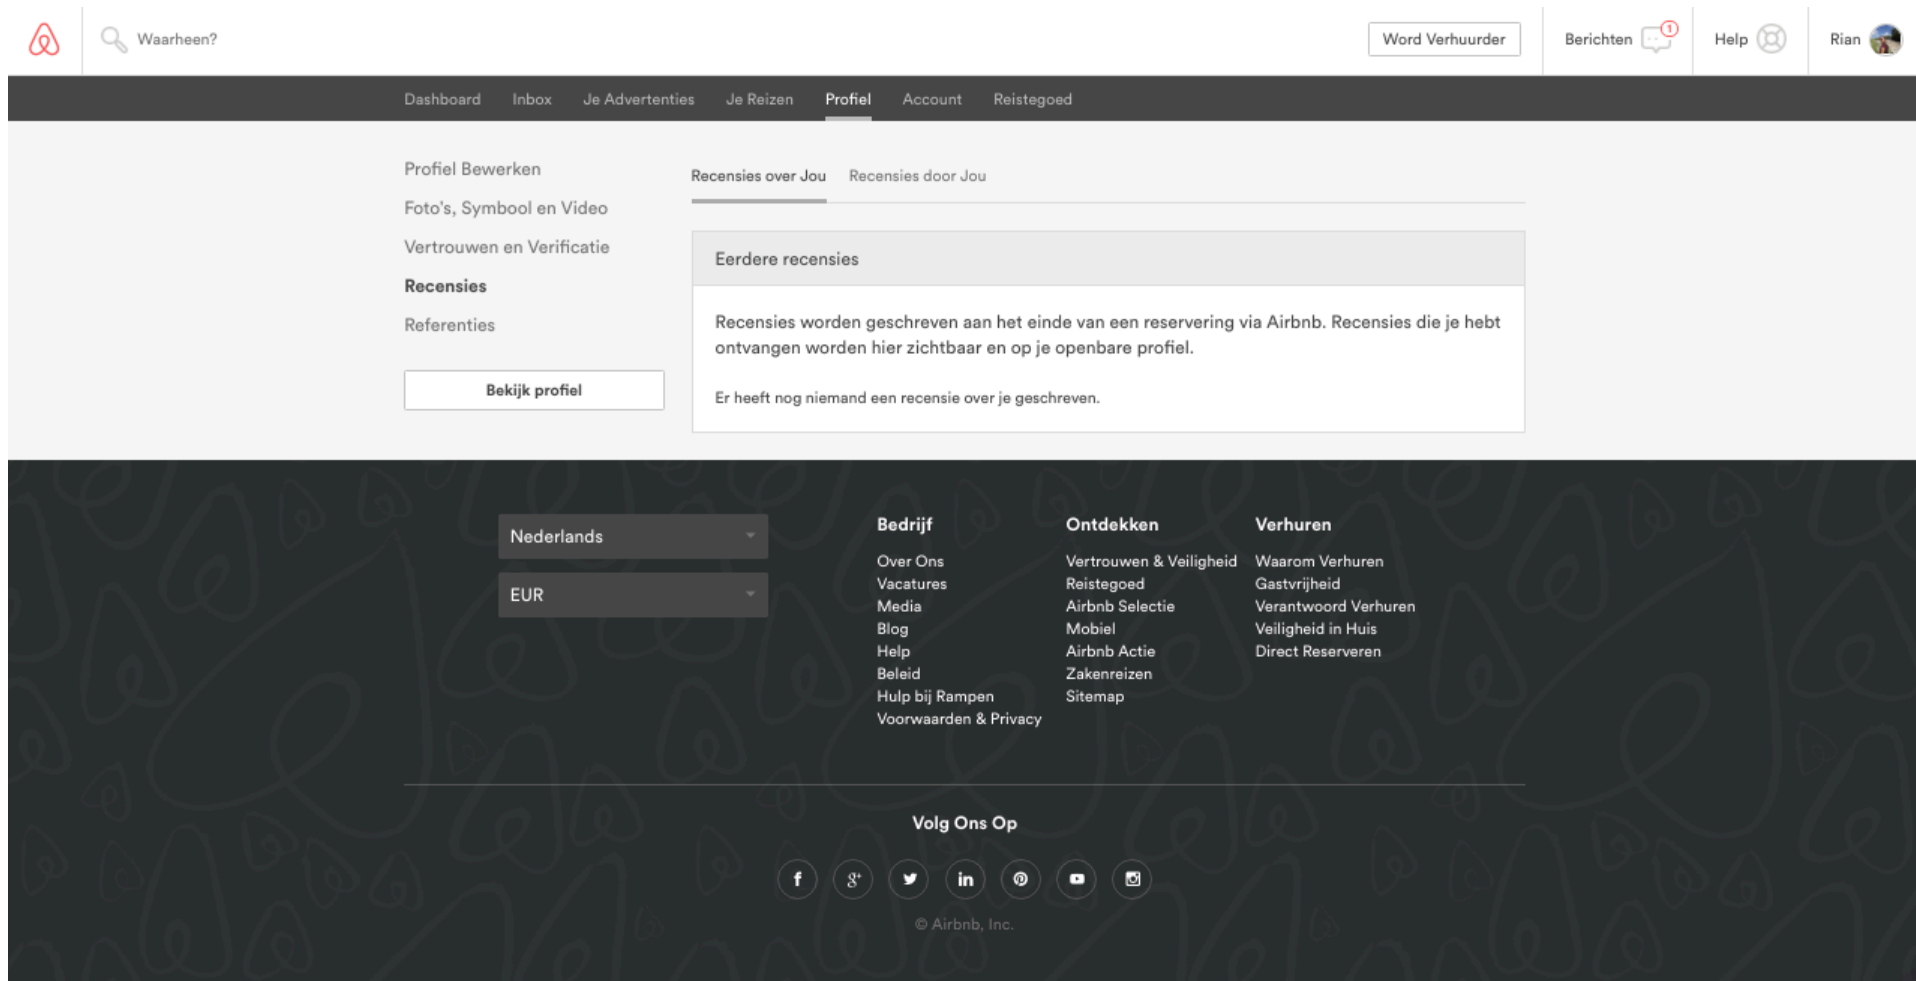 Waarheen?
Word Verhuurder
Berichten
1
Help
Rian
Dashboard Inbox Je Advertenties Je Reizen Profiel Account Reistegoed
Profiel Bewerken
Foto's, Symbool en Video
Vertrouwen en Verificatie
Recensies
Referenties
Bekijk profiel
Recensies over Jou Recensies door Jou
Eerdere recensies
Recensies worden geschreven aan het einde van een reservering via Airbnb. Recensies die je hebt
ontvangen worden hier zichtbaar en op je openbare profiel.
Er heeft nog niemand een recensie over je geschreven.
Nederlands
EUR
Bedrijf
Over Ons
Vacatures
Media
Blog
Help
Beleid
Hulp bij Rampen
Voorwaarden & Privacy
Ontdekken
Vertrouwen & Veiligheid
Reistegoed
Airbnb Selectie
Mobiel
Airbnb Actie
Zakenreizen
Sitemap
Verhuren
Waarom Verhuren
Gastvrijheid
Verantwoord Verhuren
Veiligheid in Huis
Direct Reserveren
Volg Ons Op
© Airbnb, Inc.